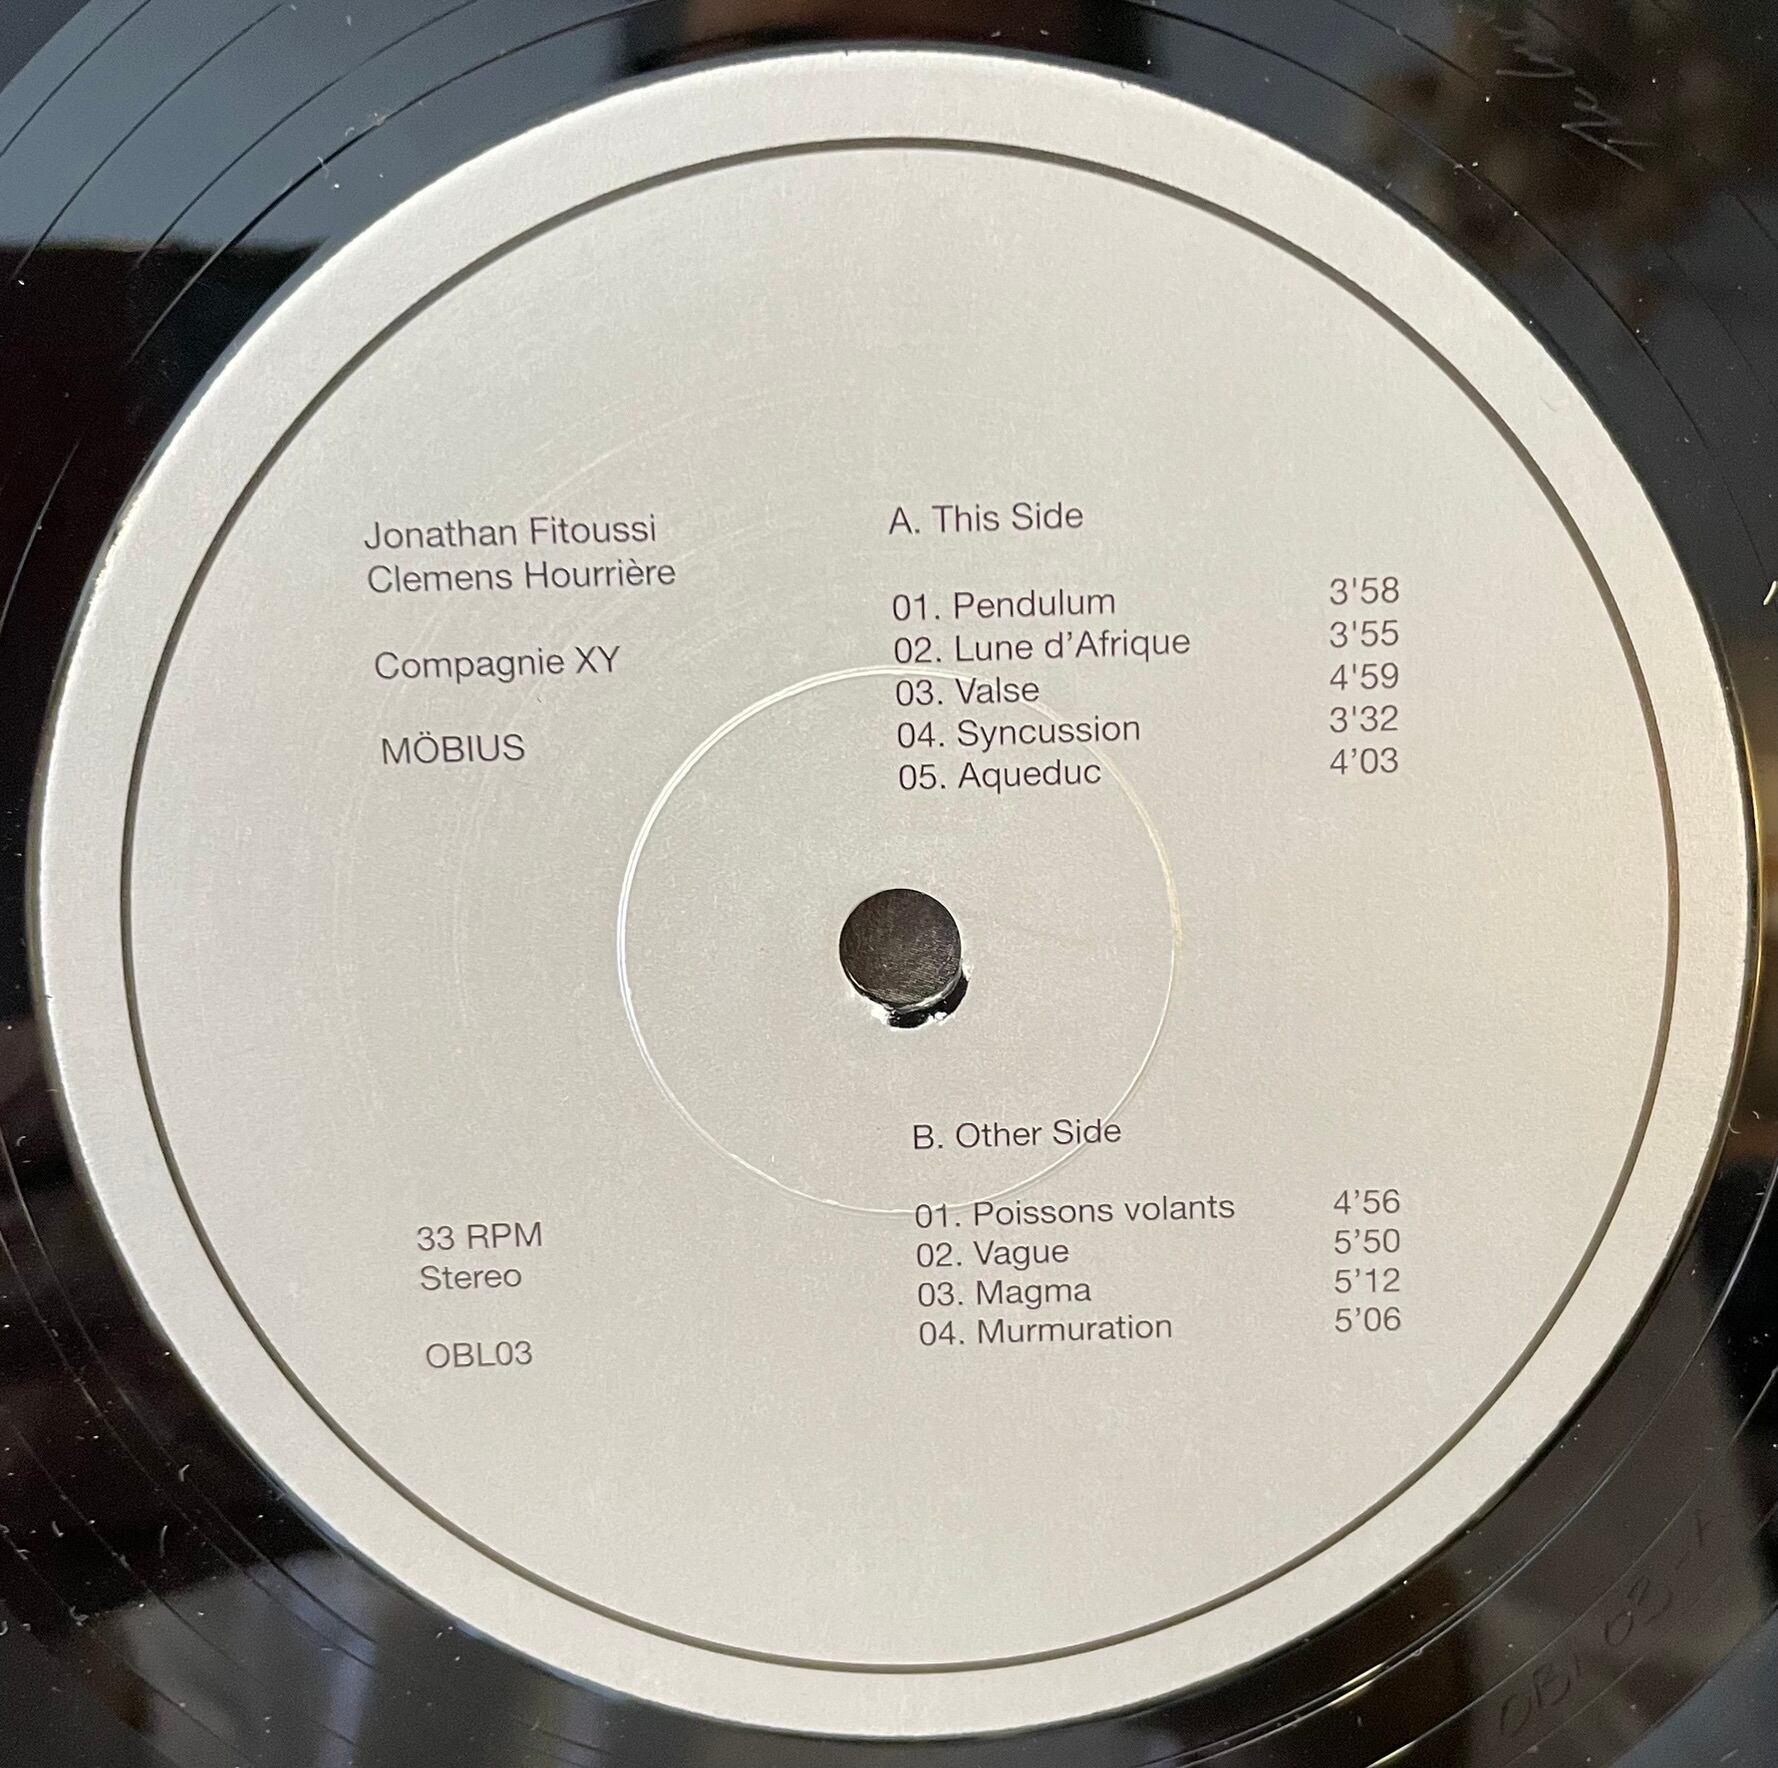 Jonathan Fitoussi
Clemens Hourrière
Compagnie XY
MÖBIUS
A. This Side
01. Pendulum 3'58
02. Lune d’Afrique 3'55
03. Valse 4'59
04. Syncussion 3'32
05. Aqueduc 4’03
B. Other Side
01. Poissons volants 4’56
02. Vague 5’50
03. Magma 5’12
04. Murmuration 5’06
33 RPM
Stereo
OBL03